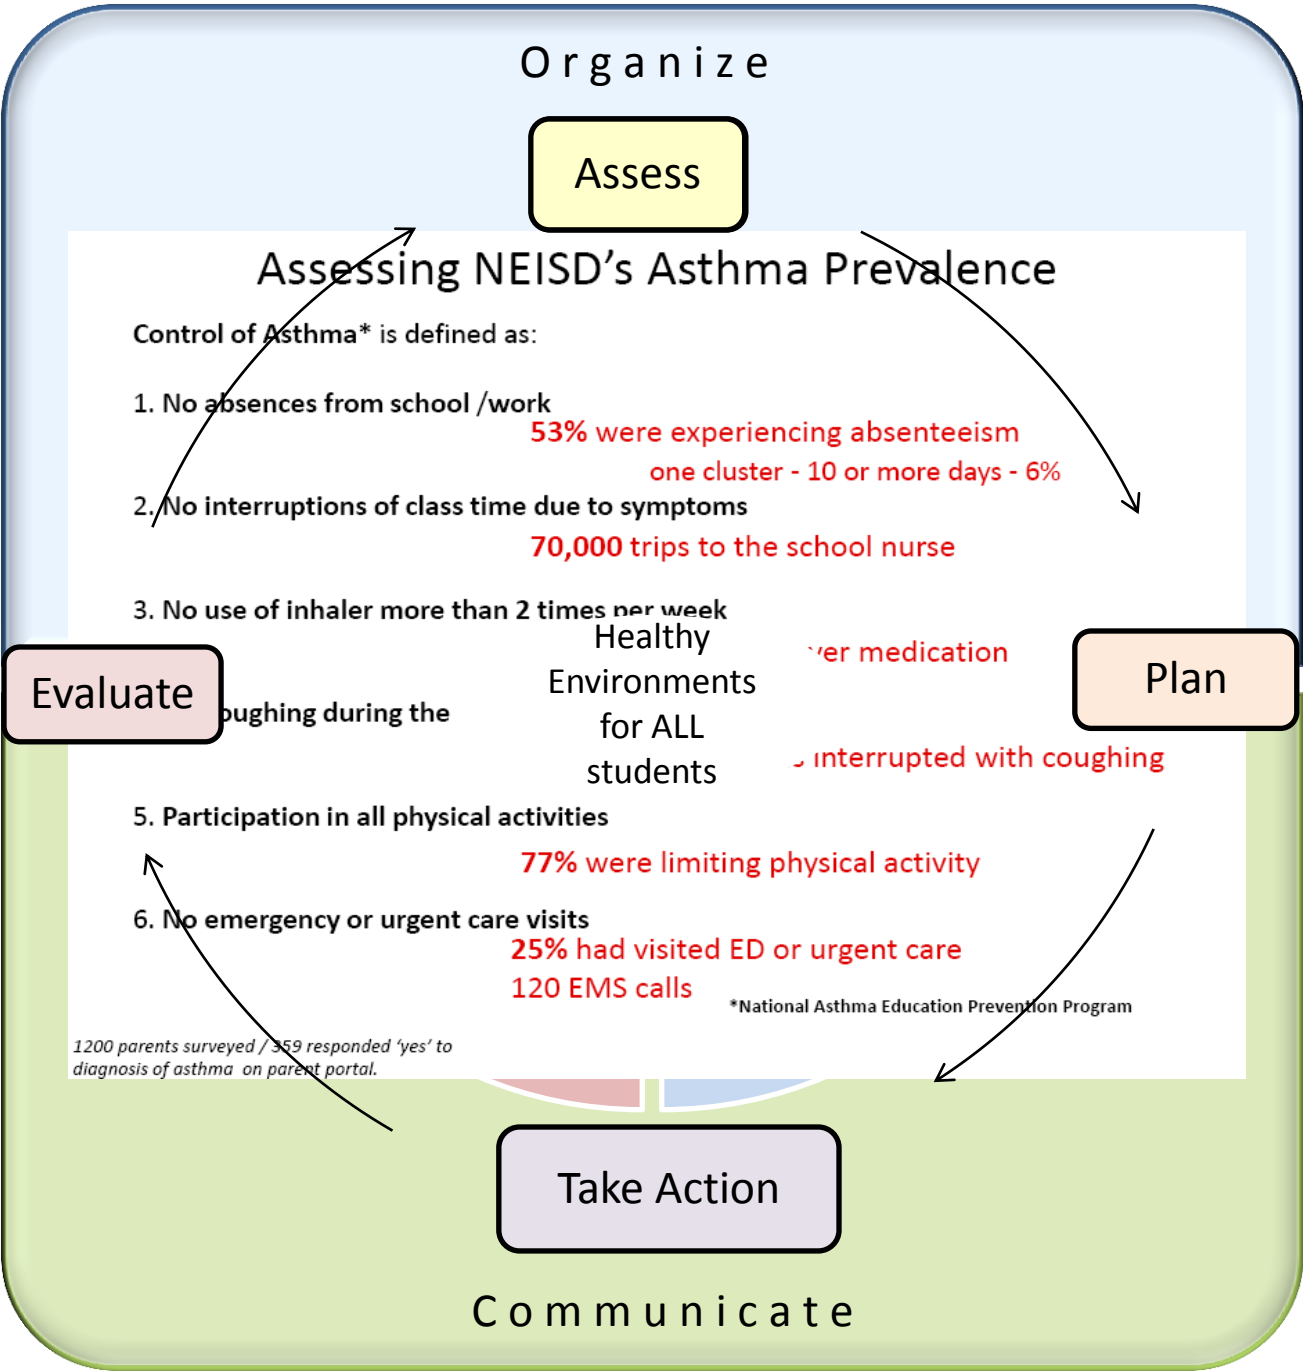 O r g a n i z e
Assess
Assessing NEISD’s Asthma Prevalence
Control of Asthma* is defined as:
1. No absences from school /work
53% were experiencing absenteeism
one cluster - 10 or more days - 6%
2. No interruptions of class time due to symptoms
70,000 trips to the school nurse
3. No use of inhaler more than 2 times per week
medication
Healthy
Environments
for ALL
students
Evaluate
Plan
during the
interrupted with coughing
5. Participation in all physical activities
77% were limiting physical activity
6. No emergency or urgent care visits
25% had visited ED or urgent care
120 EMS calls
*National Asthma Education Prevention Program
1200 parents surveyed / 359 responded ‘yes’ to
diagnosis of asthma on parent portal.
Take Action
C o m m u n i c a t e